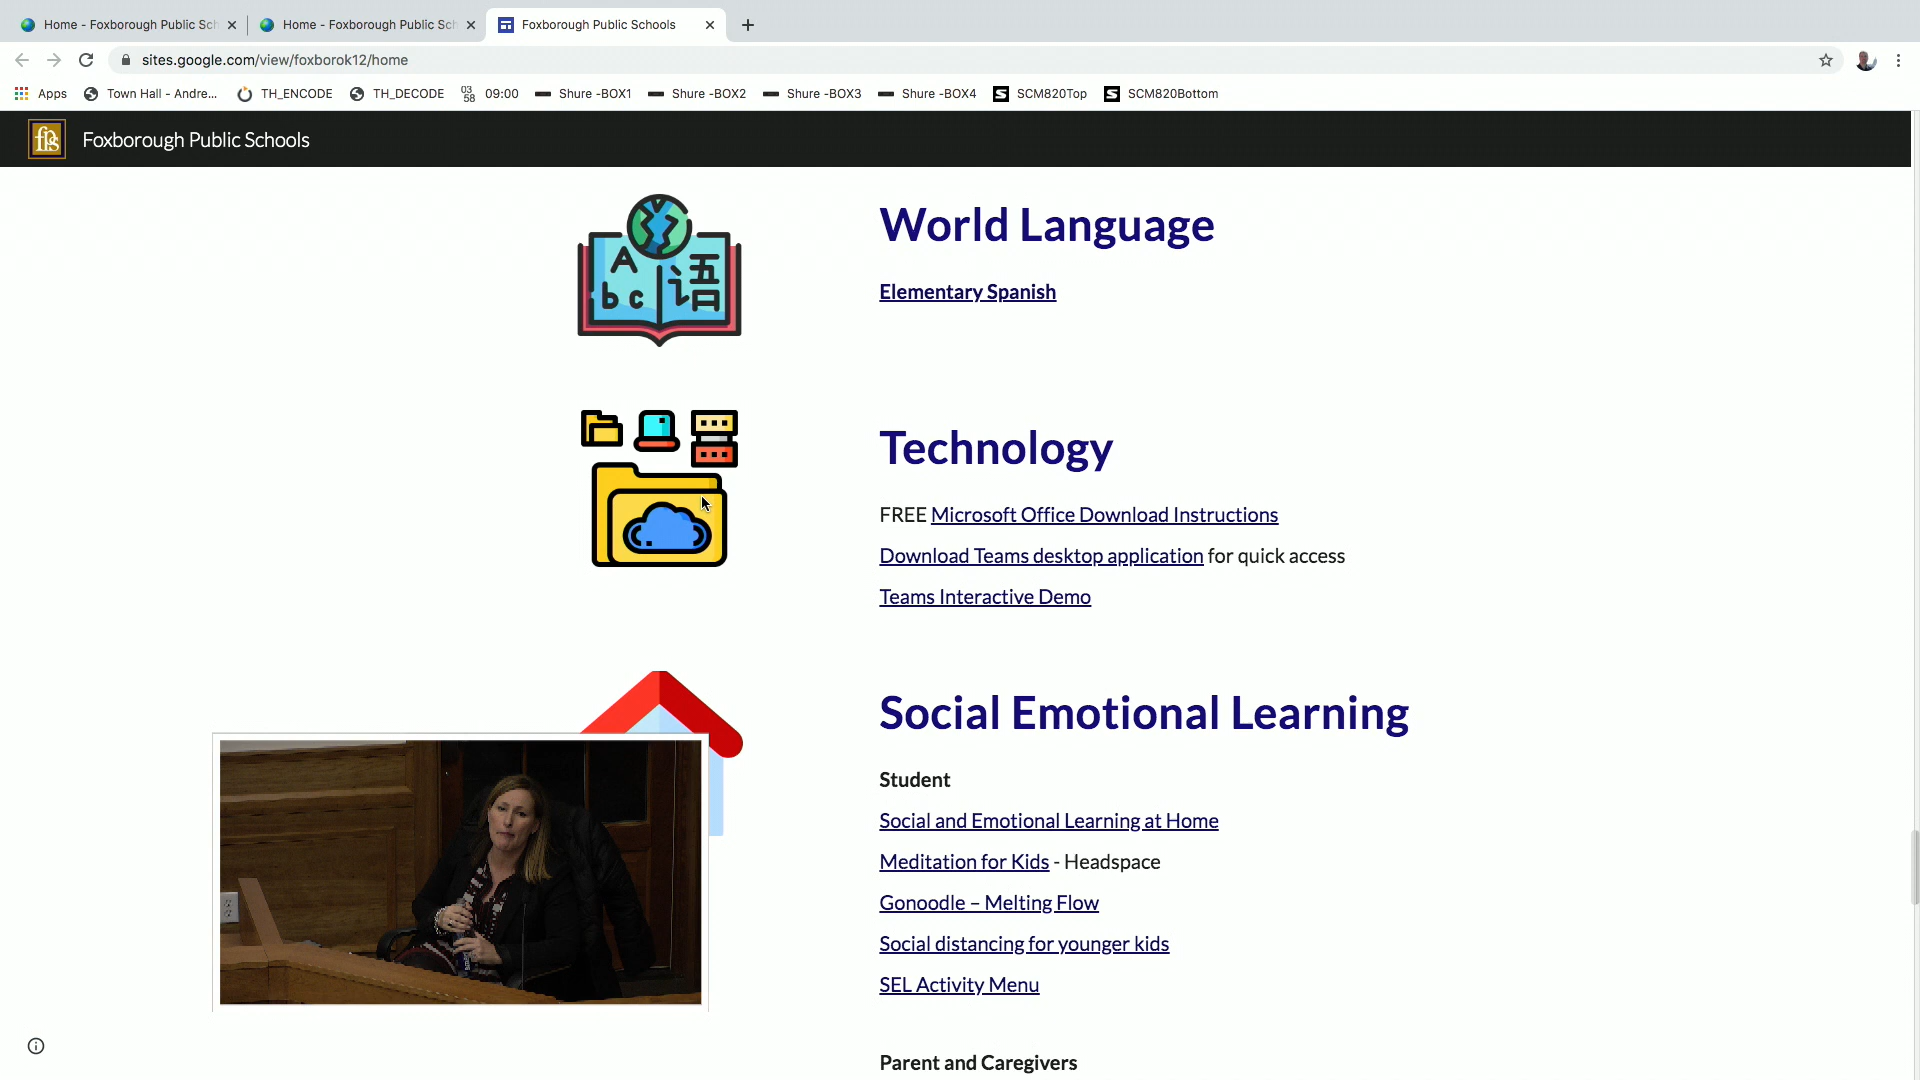 Home - Foxborough Public Sch
Home - Foxborough Public Sch
Foxborough Public Schools
sites.google.com/view/foxborok12/home
Apps
Town Hall - Andre...
TH_ENCODE
TH_DECODE
03
58
09:00
Shure -BOX1
Shure -BOX2
Shure -BOX3
Shure -BOX4
S
SCM820Top
S
SCM820Bottom
fps
Foxborough Public Schools
A
语
b c
World Language
Elementary Spanish
Technology
FREE Microsoft Office Download Instructions
Download Teams desktop application for quick access
Teams Interactive Demo
Social Emotional Learning
Student
Social and Emotional Learning at Home
Meditation for Kids - Headspace
Gonoodle – Melting Flow
Social distancing for younger kids
SEL Activity Menu
Parent and Caregivers